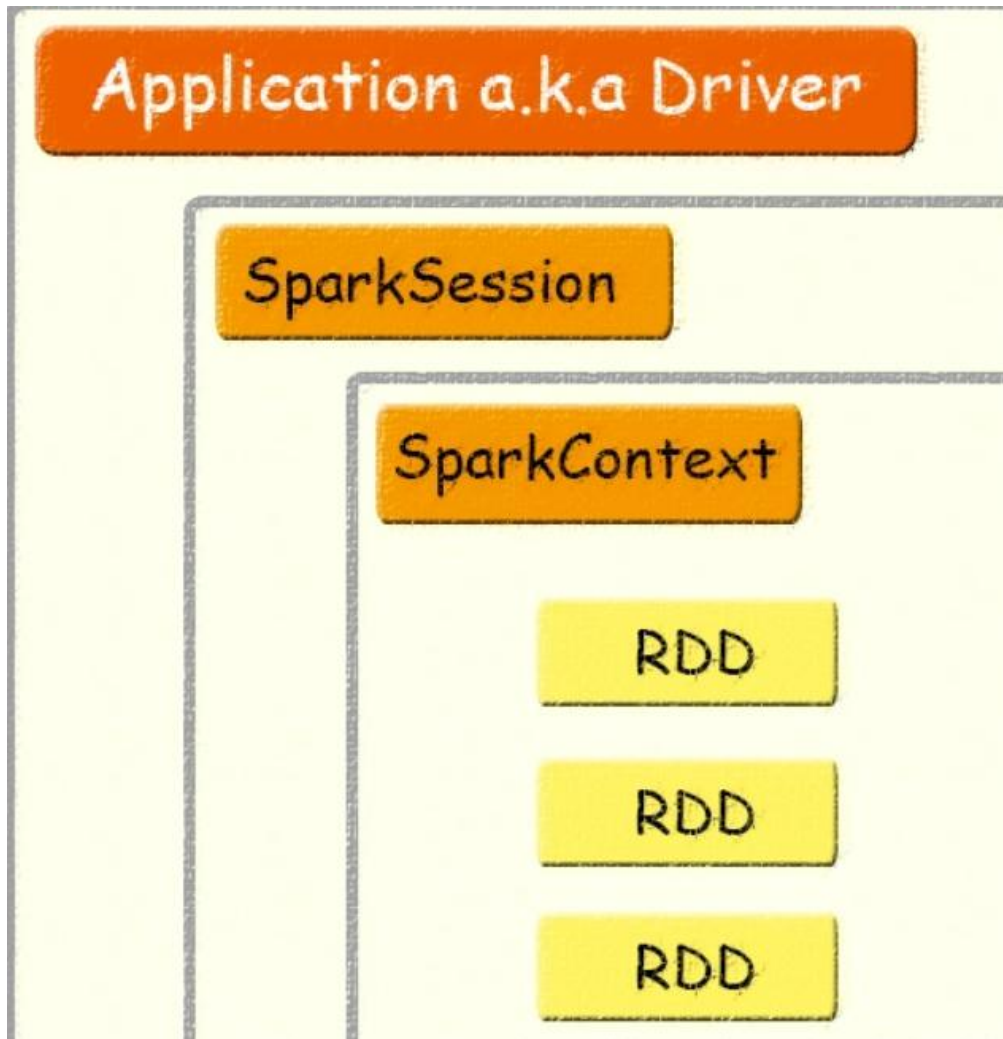 Application a.k.a Driver
SparkSession
SparkContext
RDD
RDD
RDD